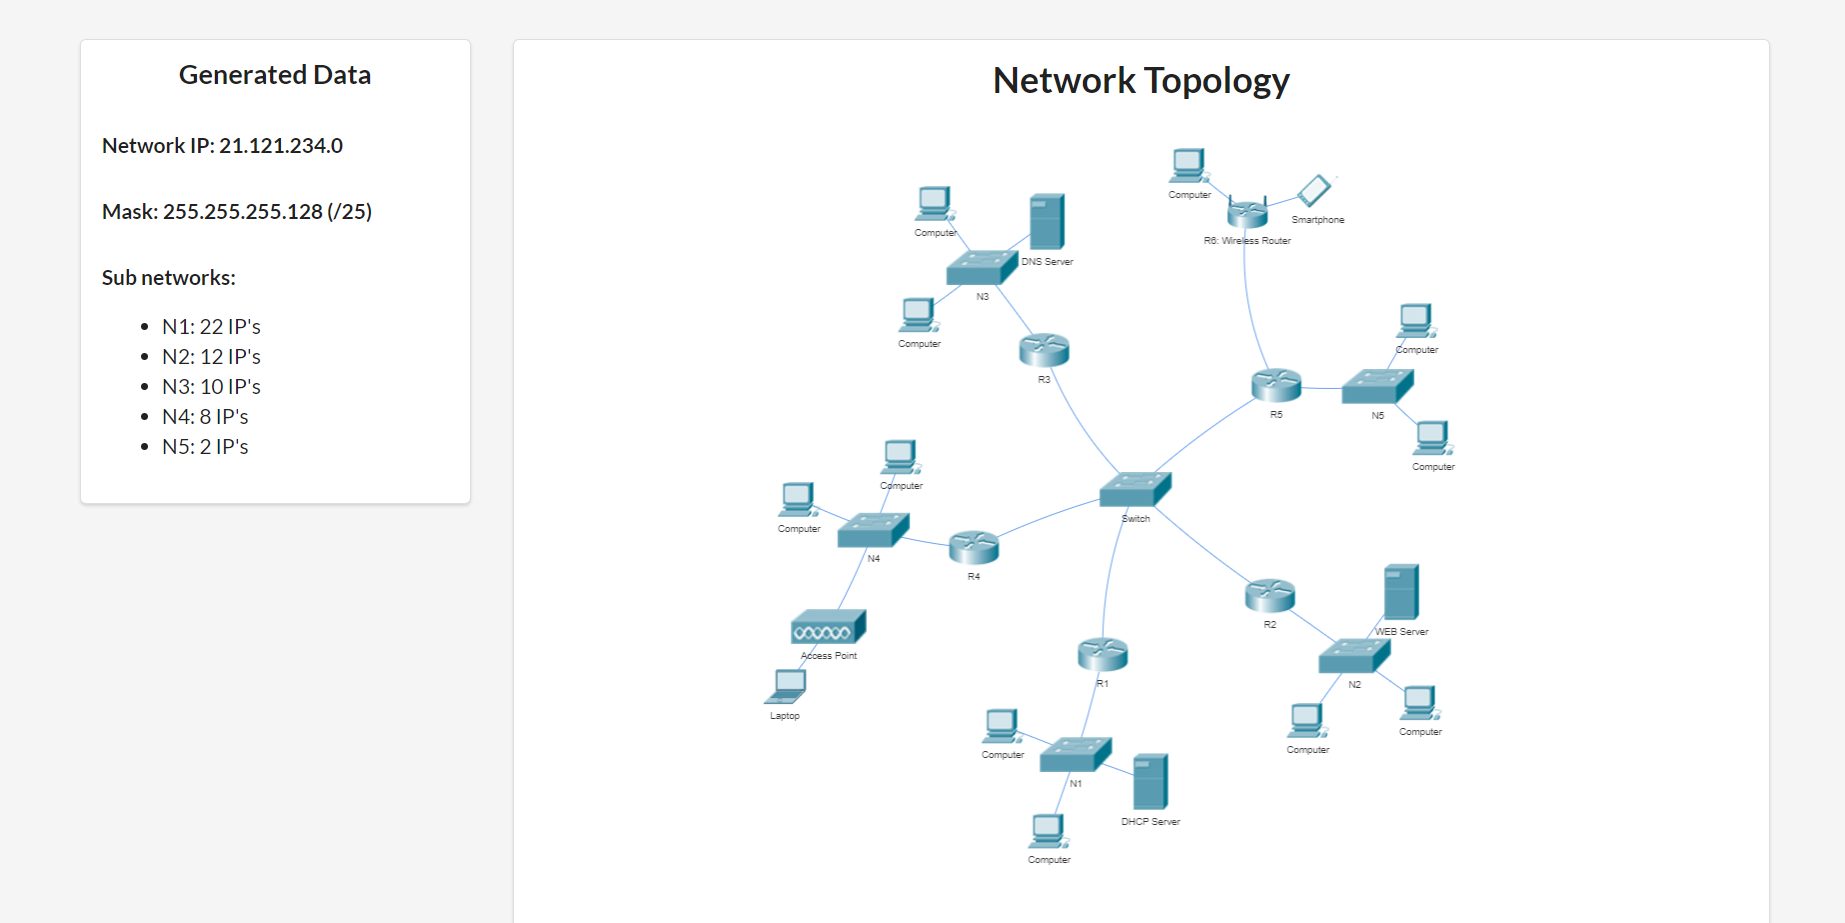 Generated Data
Network IP: 21.121.234.0
Mask: 255.255.255.128 (/25)
Sub networks:
N1: 22 IP's
N2: 12 IP's
N3: 10 IP's
N4: 8 IP's
N5: 2 IP's
Network Topology
Computer
Smartphone
R6: Wireless Router
Computer
DNS Server
N3
Computer
R3
Computer
R5
N5
Computer
Computer
Computer
N4
R4
Switch
Access Point
Laptop
R2
WEB Server
N2
Computer
Computer
R1
Computer
N1
DHCP Server
Computer